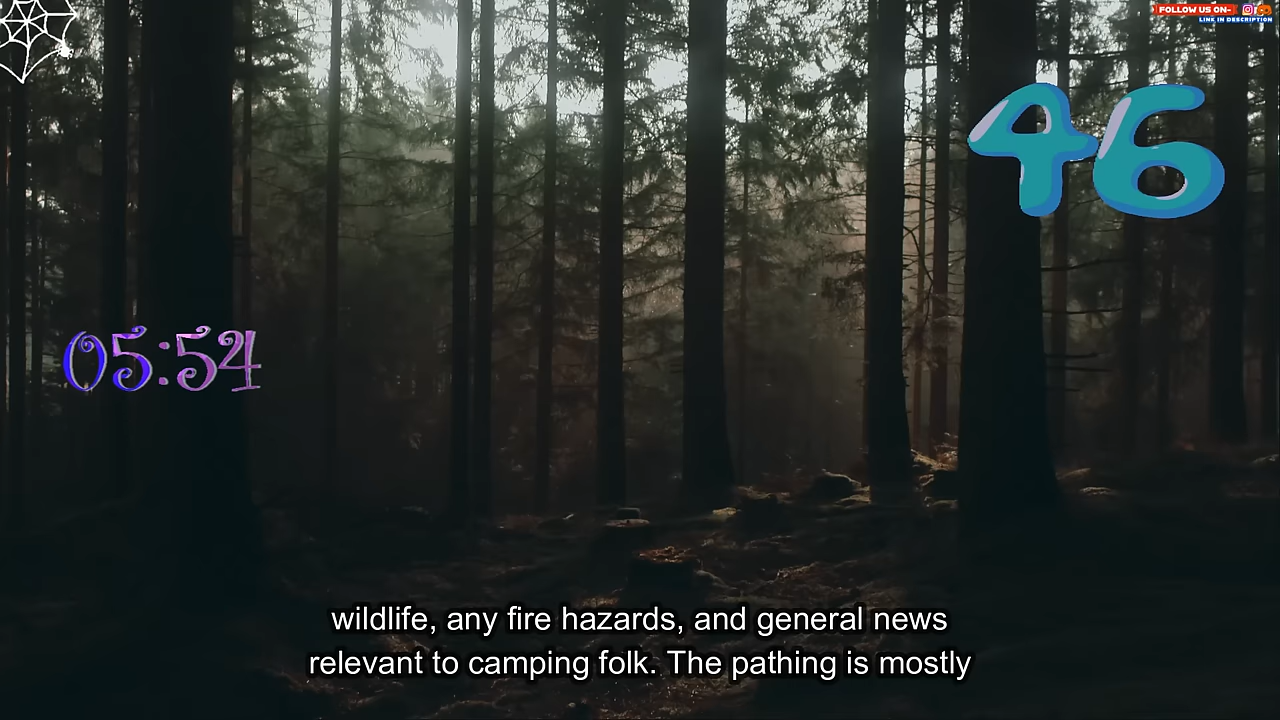 FOLLOW US ON-
LINK IN DESCRIPTION
46
05:54
wildlife, any fire hazards, and general news
relevant to camping folk. The pathing is mostly